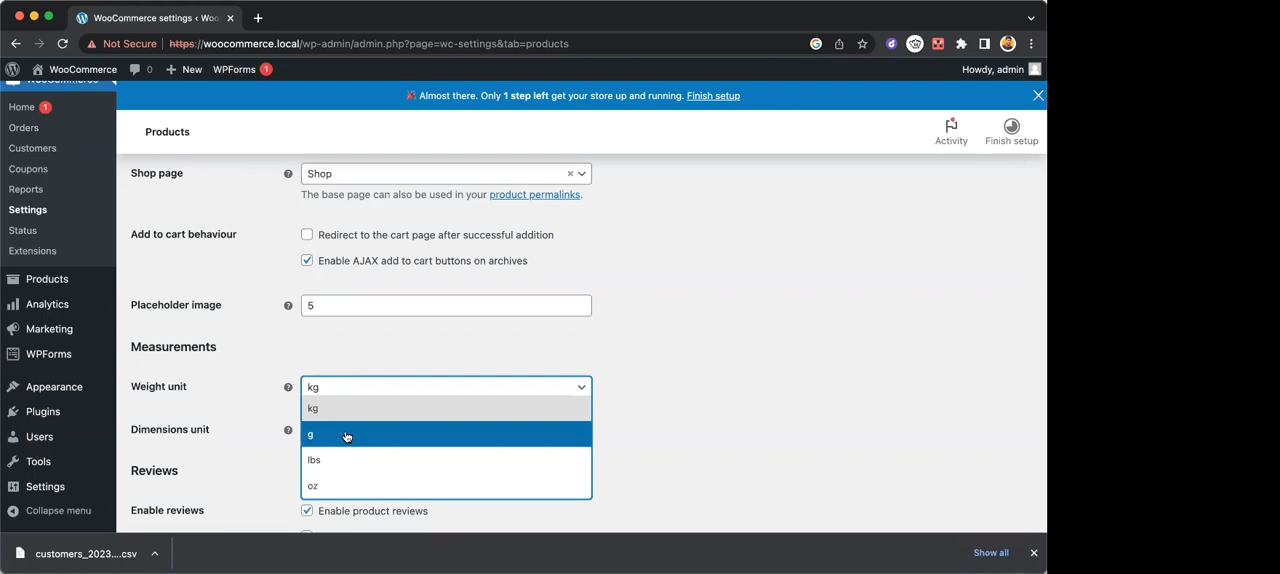 WooCommerce settings ‹ Woo
Not Secure | https://woocommerce.local/wp-admin/admin.php?page=wc-settings&tab=products
WooCommerce 0 New WPForms 1 Howdy, admin
WooCommerce
🎉 Almost there. Only 1 step left get your store up and running. Finish setup
Home 1
Orders
Customers
Coupons
Reports
Settings
Status
Extensions
Products
Analytics
Marketing
WPForms
Appearance
Plugins
Users
Tools
Settings
Collapse menu
Products
Activity
Finish setup
Shop page
Shop
The base page can also be used in your product permalinks.
Add to cart behaviour
Redirect to the cart page after successful addition
Enable AJAX add to cart buttons on archives
Placeholder image
5
Measurements
Weight unit
kg
kg
g
lbs
oz
Dimensions unit
Reviews
Enable reviews
Enable product reviews
customers_2023....csv
Show all